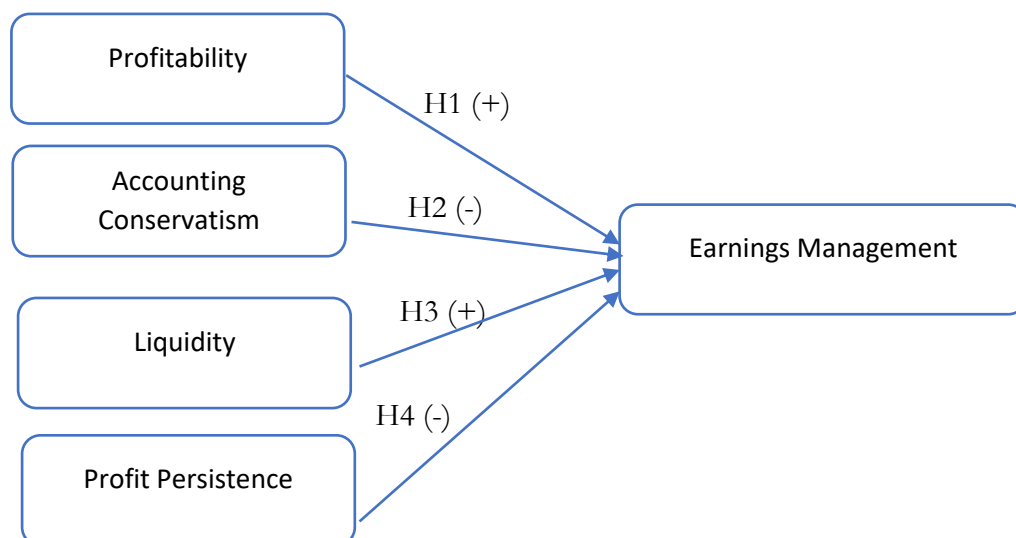 Profitability
H1 (+)
Accounting
Conservatism
H2 (-)
Earnings Management
H3 (+)
Liquidity
H4 (-)
Profit Persistence